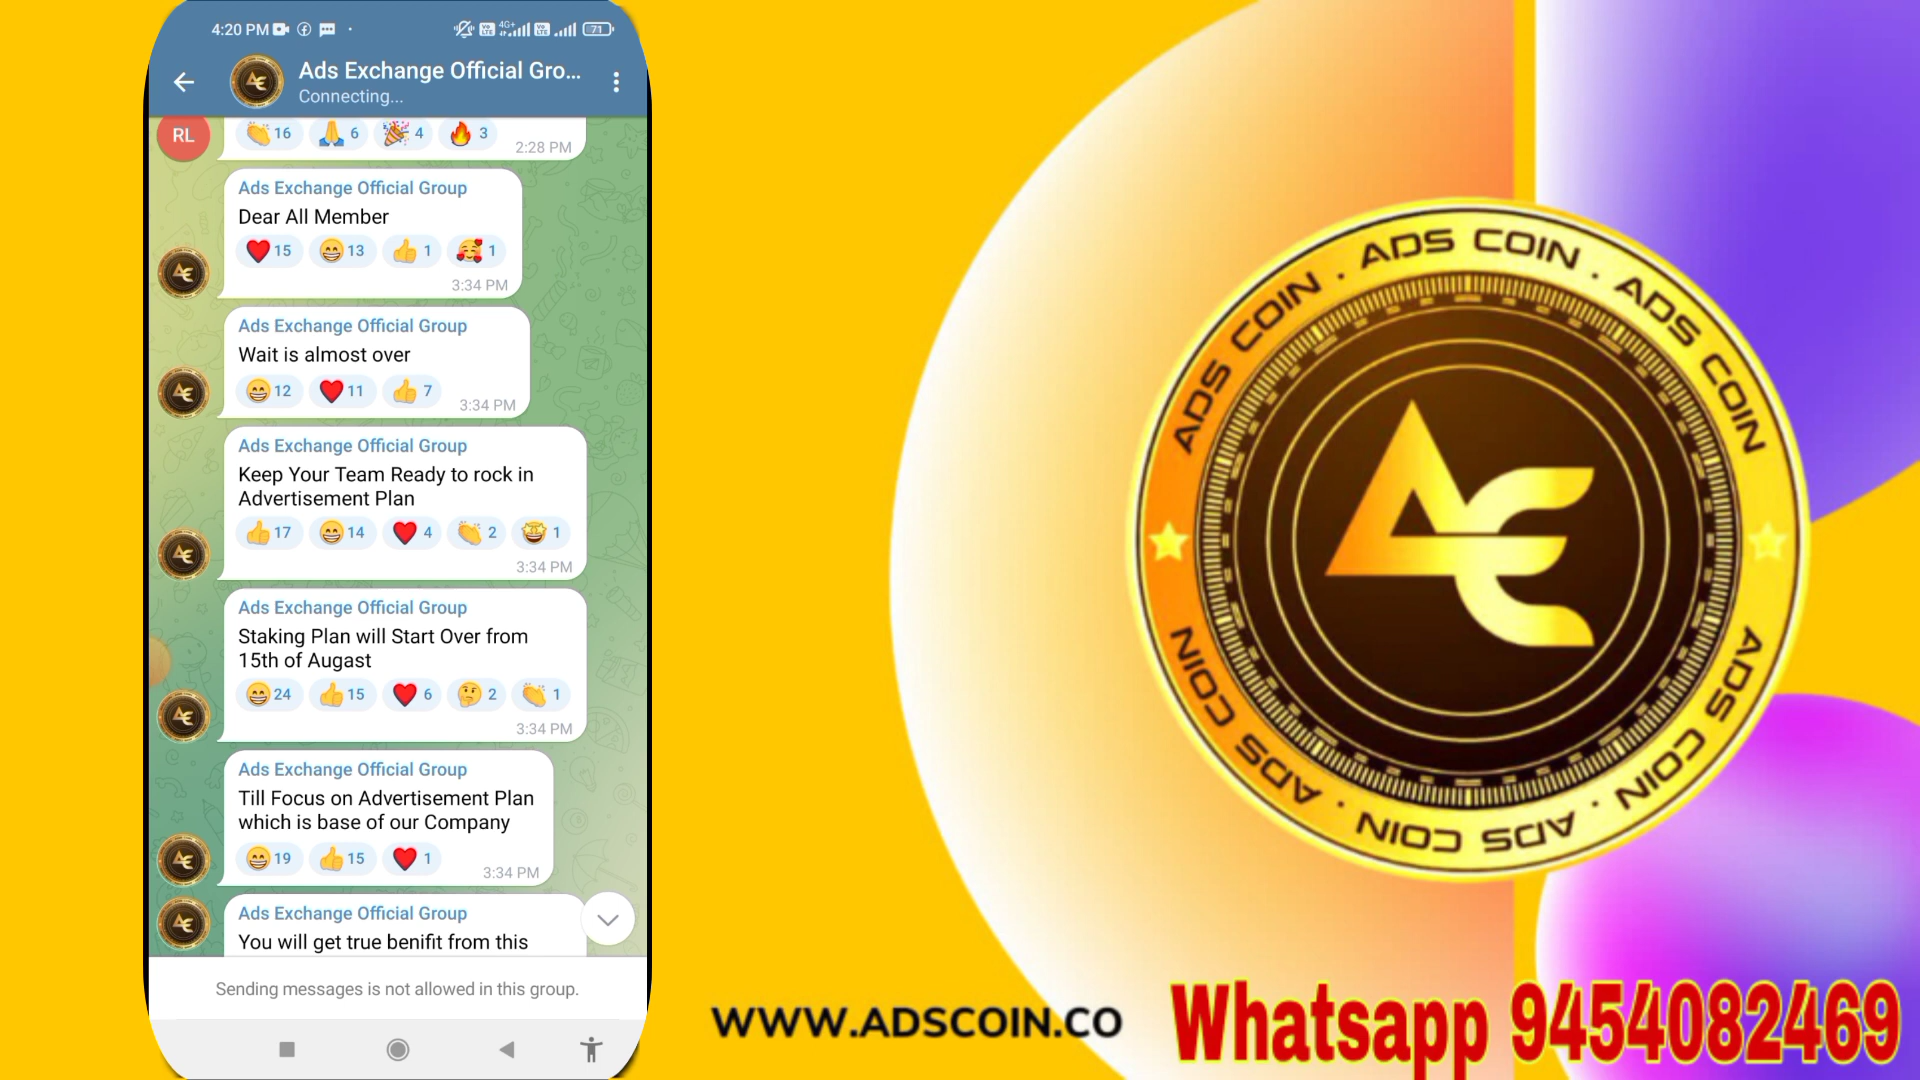 4:20 PM
4G+
71
Ads Exchange Official Gro...
Connecting...
RL
16 6 4 3
2:28 PM
Ads Exchange Official Group
Dear All Member
15 13 1 1
3:34 PM
Ads Exchange Official Group
Wait is almost over
12 11 7
3:34 PM
Ads Exchange Official Group
Keep Your Team Ready to rock in
Advertisement Plan
17 14 4 2 1
3:34 PM
Ads Exchange Official Group
Staking Plan will Start Over from
15th of Augast
24 15 6 2 1
3:34 PM
Ads Exchange Official Group
Till Focus on Advertisement Plan
which is base of our Company
19 15 1
3:34 PM
Ads Exchange Official Group
You will get true benifit from this
Sending messages is not allowed in this group.
ADS COIN . ADS COIN . ADS COIN
ADS COIN . ADS COIN . ADS COIN
WWW.ADSCOIN.CO
Whatsapp 9454082469